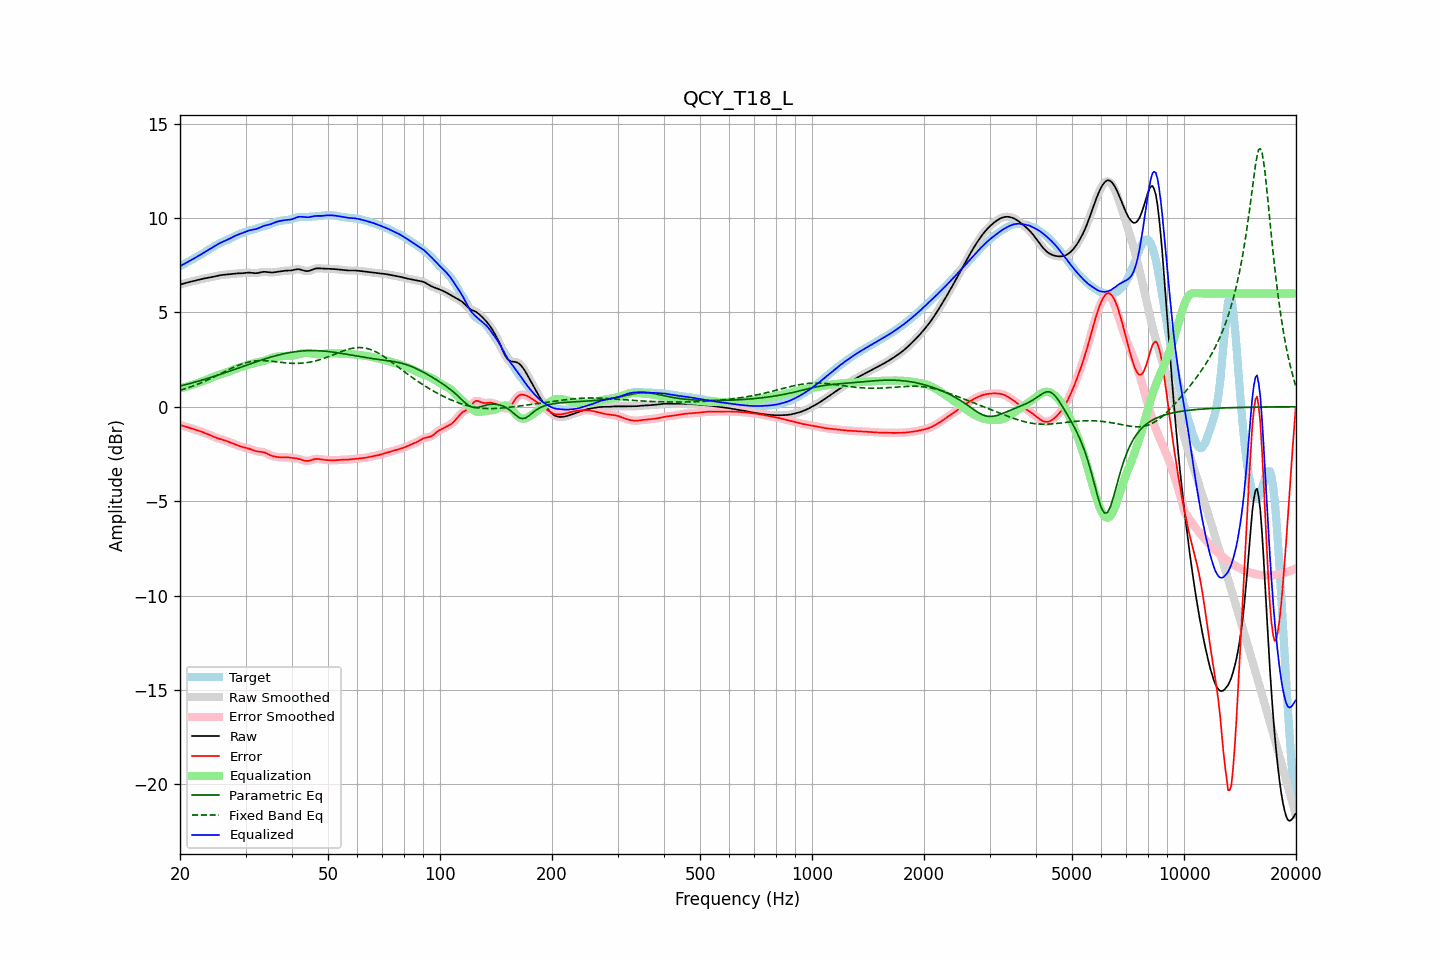 QCY_T18_L
Amplitude (dBr)
15
10
5
0
−5
−10
−15
−20
Target
Raw Smoothed
Error Smoothed
Raw
Error
Equalization
Parametric Eq
Fixed Band Eq
Equalized
20 50 100 200 500 1000 2000 5000 10000 20000
Frequency (Hz)